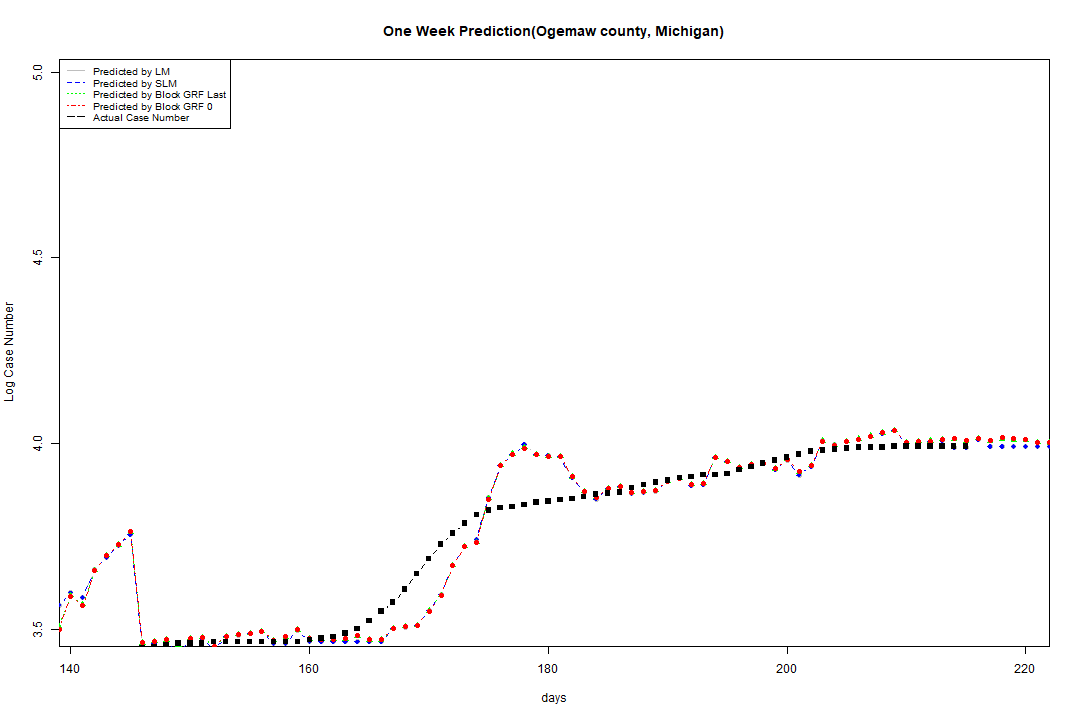 One Week Prediction(Ogemaw county, Michigan)
Predicted by LM
Predicted by SLM
Predicted by Block GRF Last
Predicted by Block GRF 0
Actual Case Number
5.0
4.5
4.0
3.5
Log Case Number
140 160 180 200 220
days